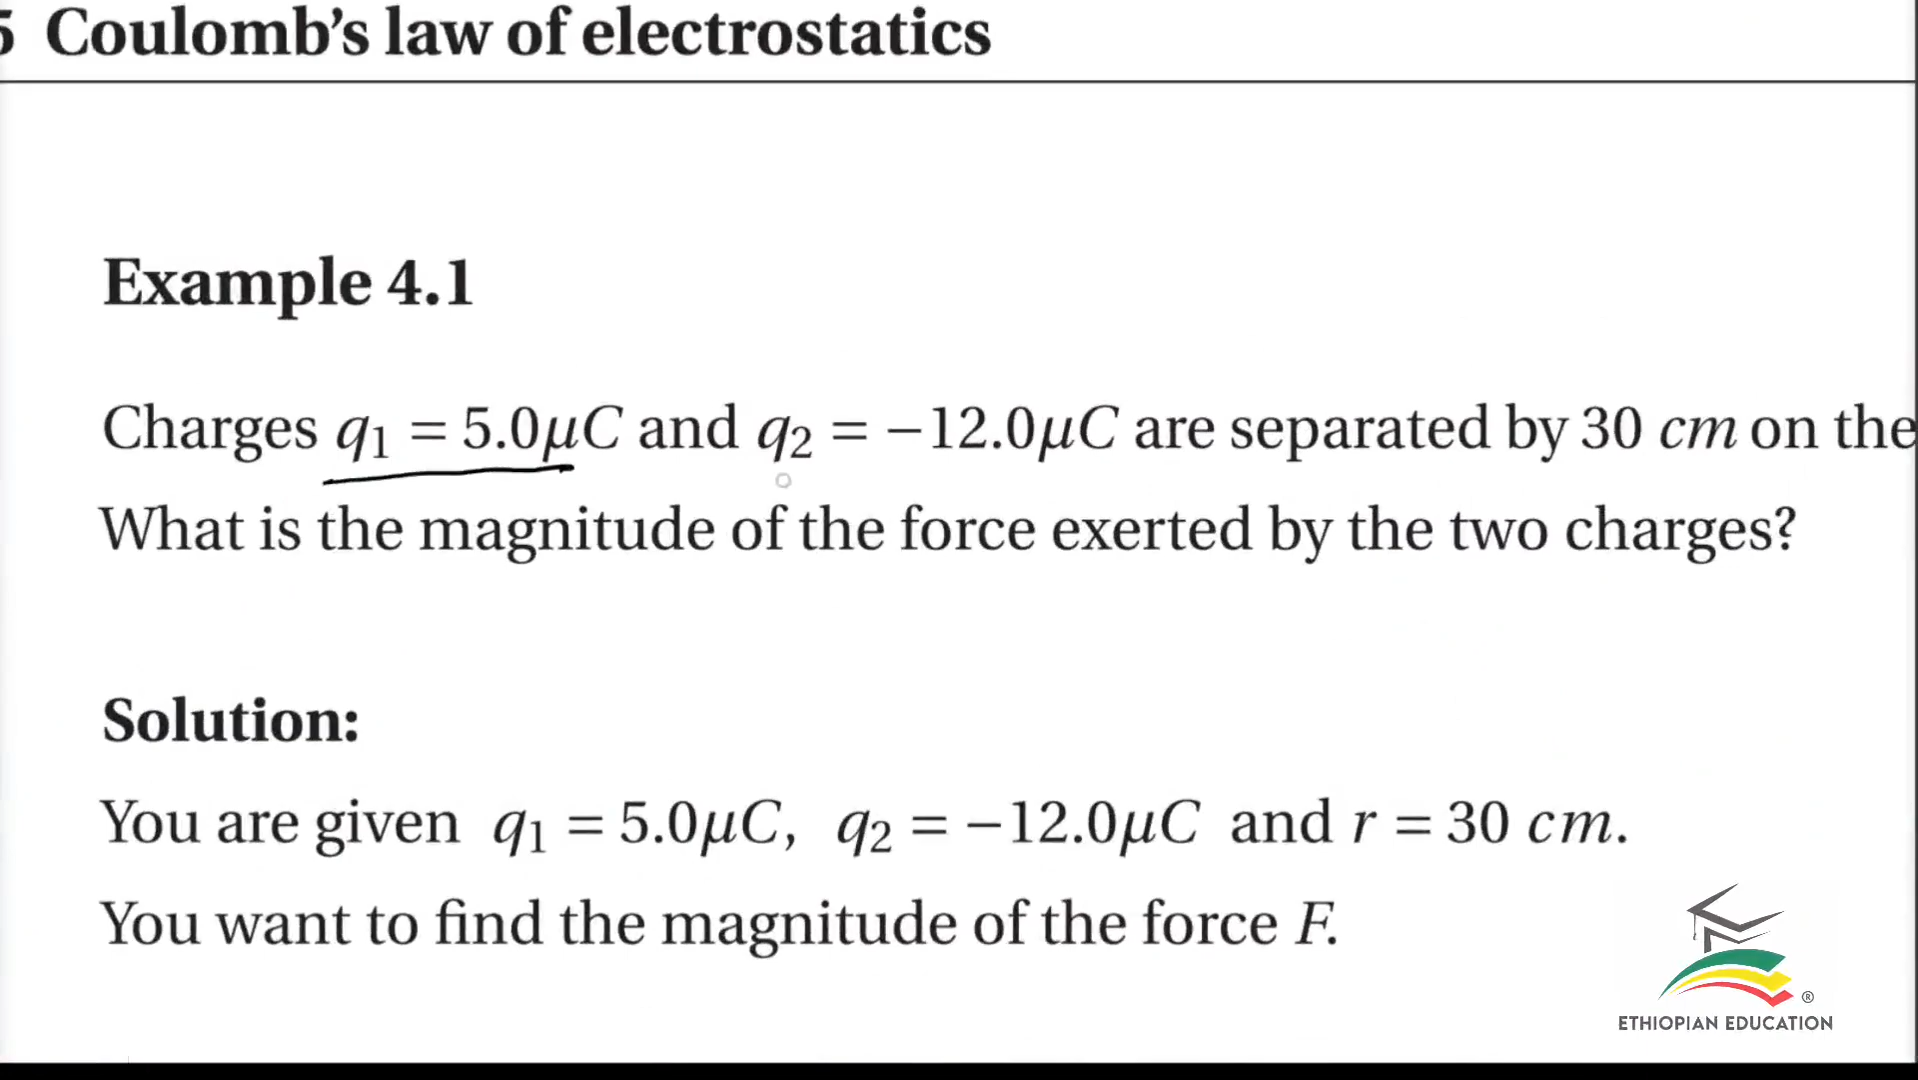 5 Coulomb's law of electrostatics
Example 4.1
Charges q₁ = 5.0μC and q₂ = −12.0μC are separated by 30 cm on the
What is the magnitude of the force exerted by the two charges?
Solution:
You are given q₁ = 5.0μC, q₂ = −12.0μC and r = 30 cm.
You want to find the magnitude of the force F.
®
ETHIOPIAN EDUCATION